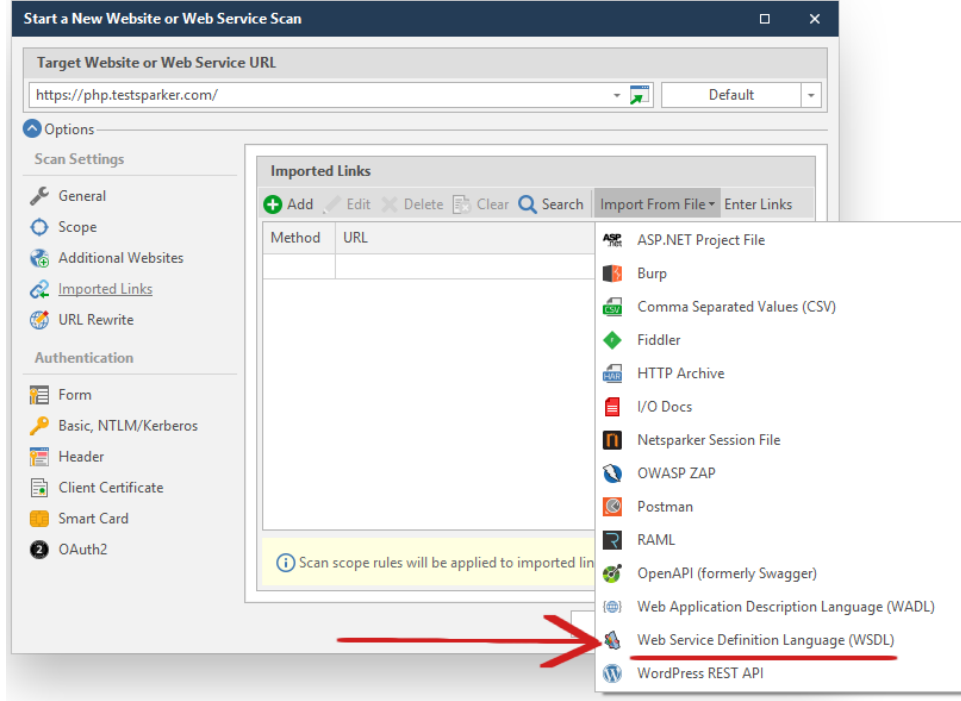 Start a New Website or Web Service Scan
Target Website or Web Service URL
https://php.testsparker.com/
Default
Options
Scan Settings
General
Scope
Additional Websites
Imported Links
URL Rewrite
Authentication
Form
Basic, NTLM/Kerberos
Header
Client Certificate
Smart Card
2 OAuth2
Imported Links
Add Edit Delete Clear Search Import From File Enter Links
Method URL
Scan scope rules will be applied to imported lin
ASP.net ASP.NET Project File
Burp
CSV Comma Separated Values (CSV)
Fiddler
HAR HTTP Archive
I/O Docs
Netsparker Session File
OWASP ZAP
Postman
RAML
OpenAPI (formerly Swagger)
Web Application Description Language (WADL)
Web Service Definition Language (WSDL)
WordPress REST API